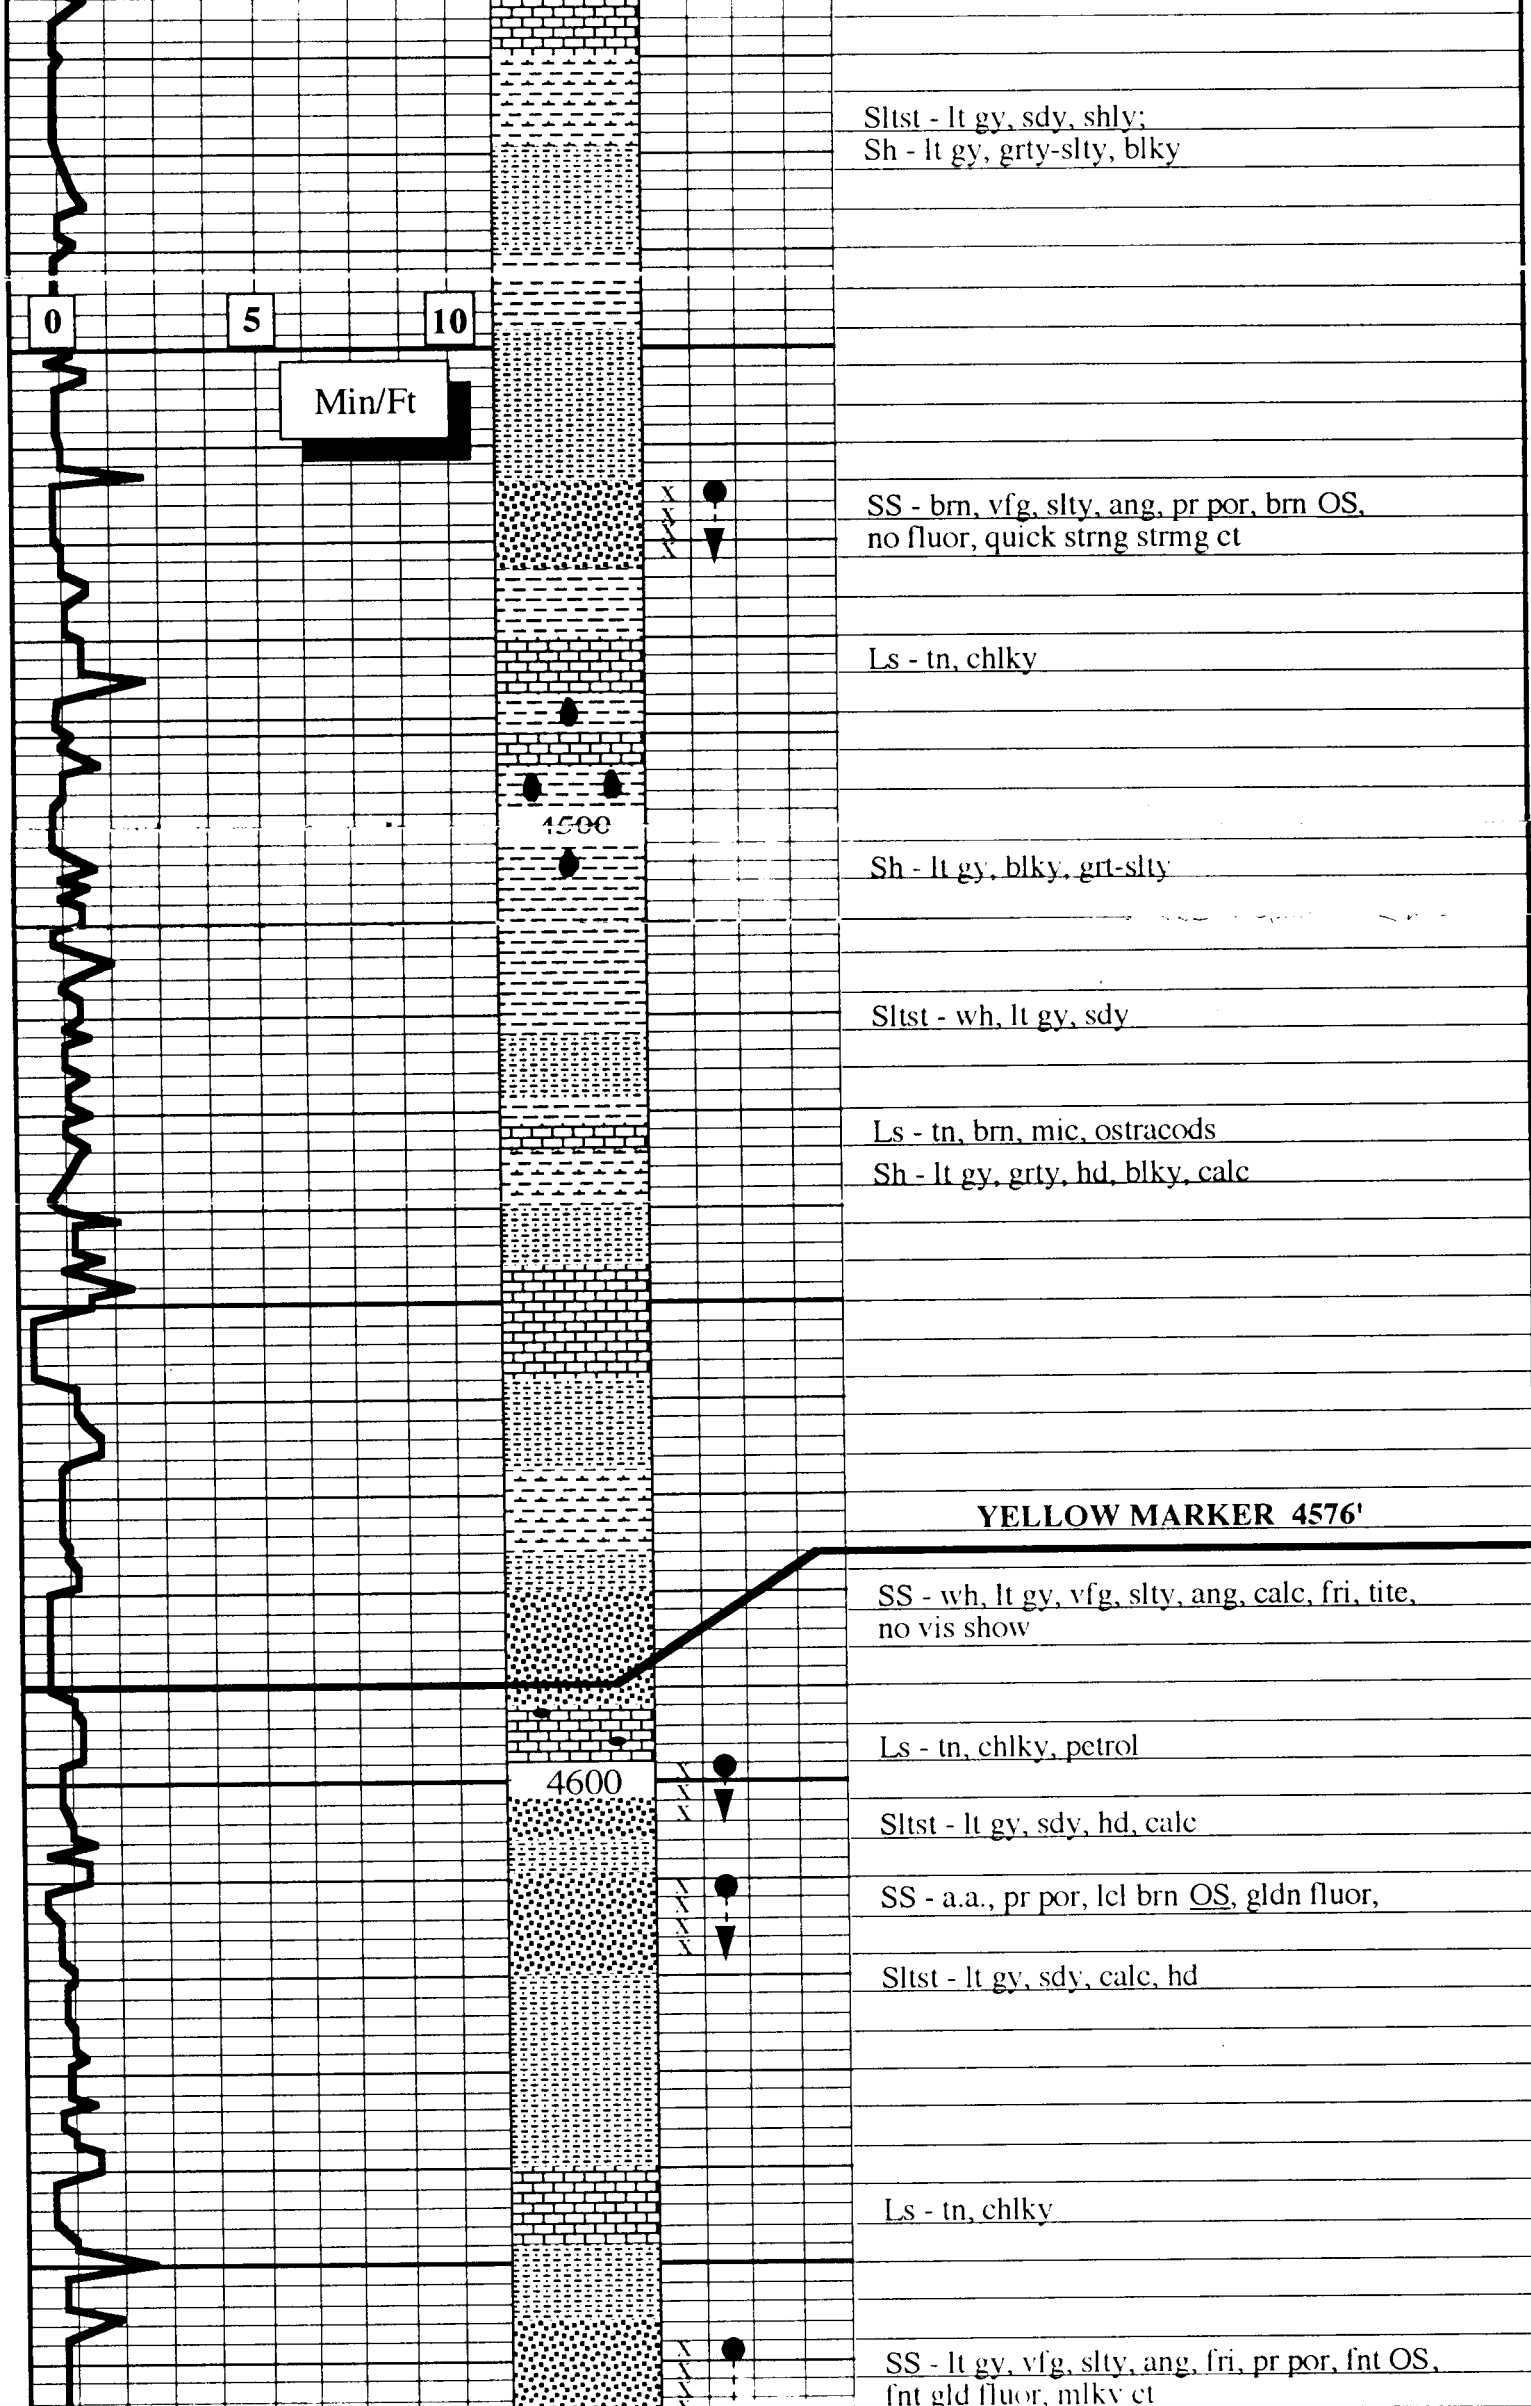 Sltst - lt gy, sdy, shly;
Sh - lt gy, grty-slty, blky
0 5 10
Min/Ft
x
x
x
x
SS - brn, vfg, slty, ang, pr por, brn OS,
no fluor, quick strng strmg ct
Ls - tn, chlky
4500
Sh - lt gy, blky, grt-slty
Sltst - wh, lt gy, sdy
Ls - tn, brn, mic, ostracods
Sh - lt gy, grty, hd, blky, calc
YELLOW MARKER 4576'
SS - wh, lt gy, vfg, slty, ang, calc, fri, tite,
no vis show
Ls - tn, chlky, petrol
x
4600
x
x
Sltst - lt gy, sdy, hd, calc
x
x
x
x
SS - a.a., pr por, lcl brn OS, gldn fluor,
Sltst - lt gy, sdy, calc, hd
Ls - tn, chlky
x
x
x
x
SS - lt gy, vfg, slty, ang, fri, pr por, fnt OS,
fnt gld fluor, mlky ct